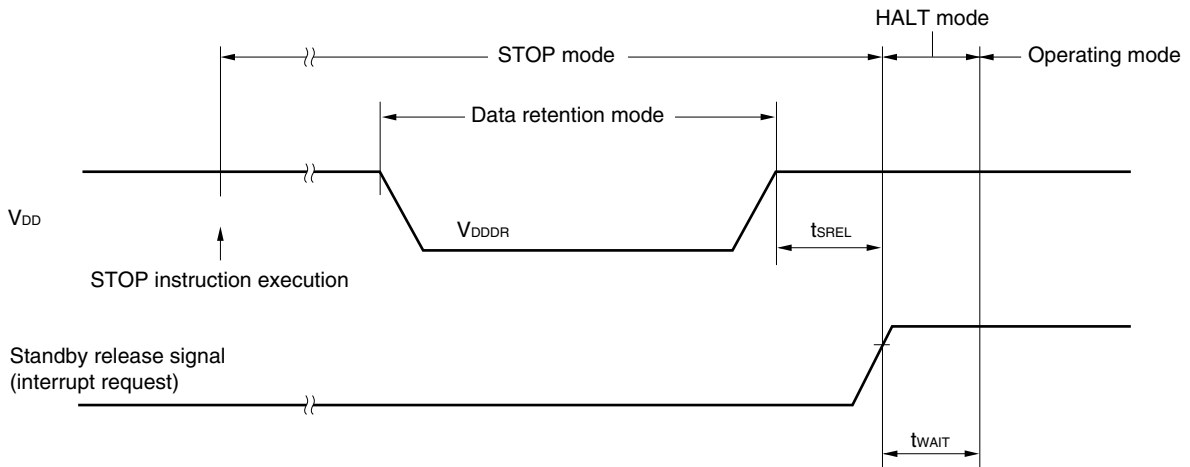 HALT mode
STOP mode
Operating mode
Data retention mode
VDD
VDDDR
tSREL
STOP instruction execution
Standby release signal
(interrupt request)
tWAIT